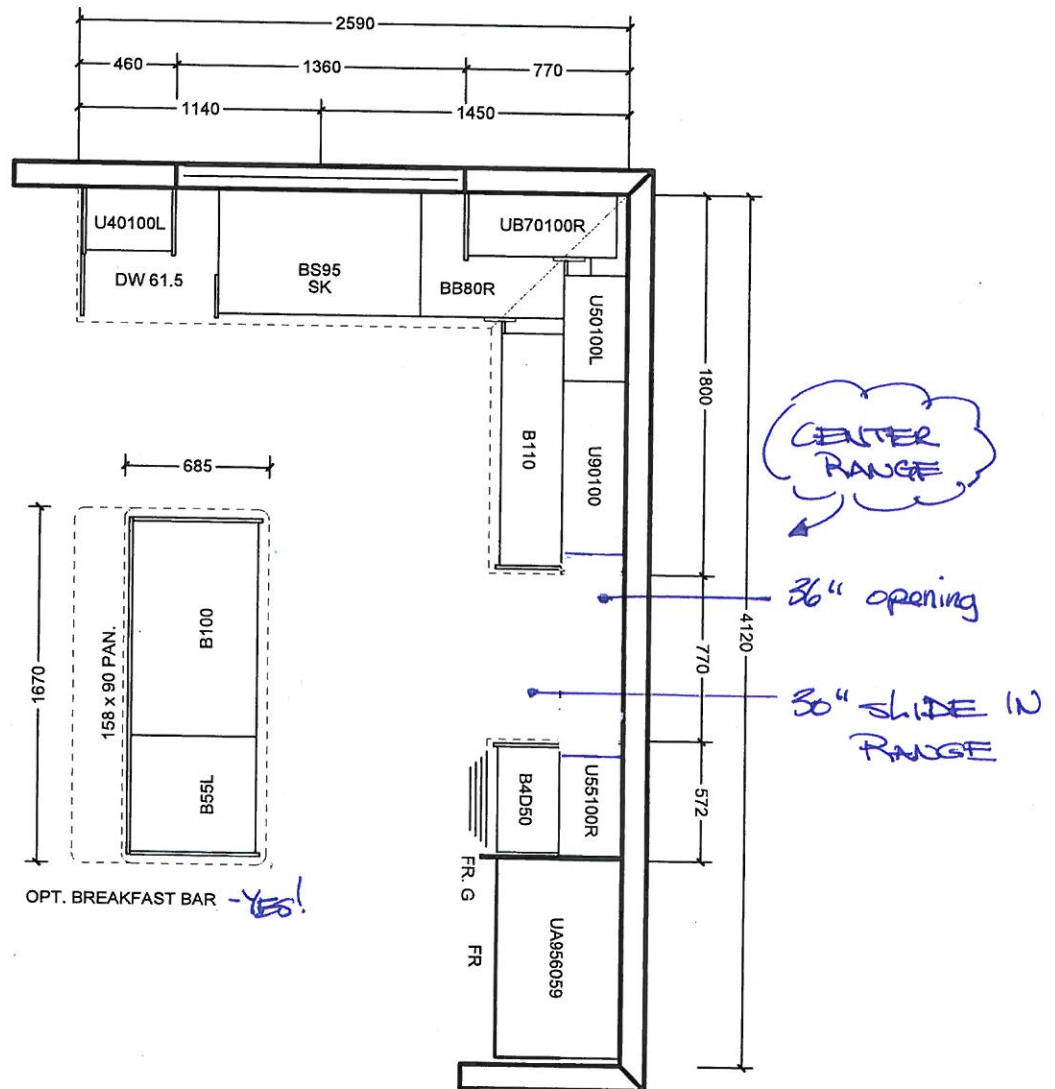 2590
460
1360
770
1140
1450
U40100L
DW 61.5
BS95
SK
BB80R
UB70100R
U50100L
B110
U90100
1800
CENTER
RANGE
36" opening
4120
770
30" SLIDE IN
RANGE
685
1670
158 x 90 PAN.
B100
B55L
B4D50
U55100R
572
OPT. BREAKFAST BAR - YES!
FR. G
FR
UA956059